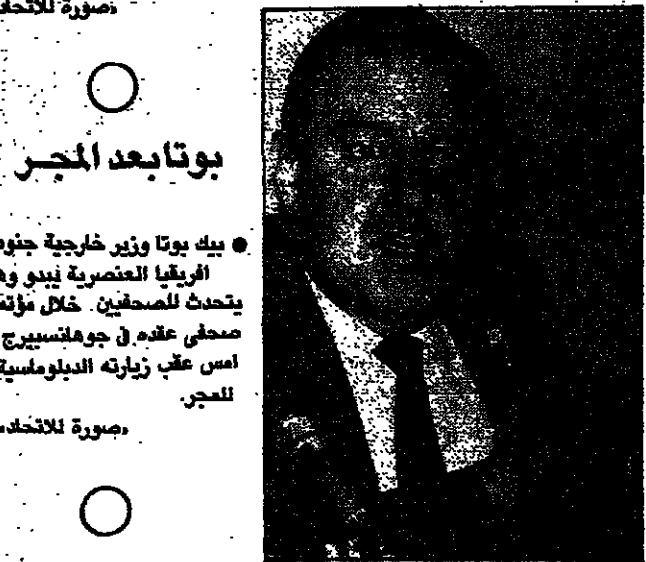 «صورة للاتحاد
بوتا بعد المجر
● بيك بوتا وزير خارجية جنوب
افريقيا العنصرية يبدو وهو
يتحدث للصحفيين خلال مؤتمر
صحفى عقده في جوهانسبيرج
امس عقب زيارته الدبلوماسية
للمجر.
«صورة للاتحاد»